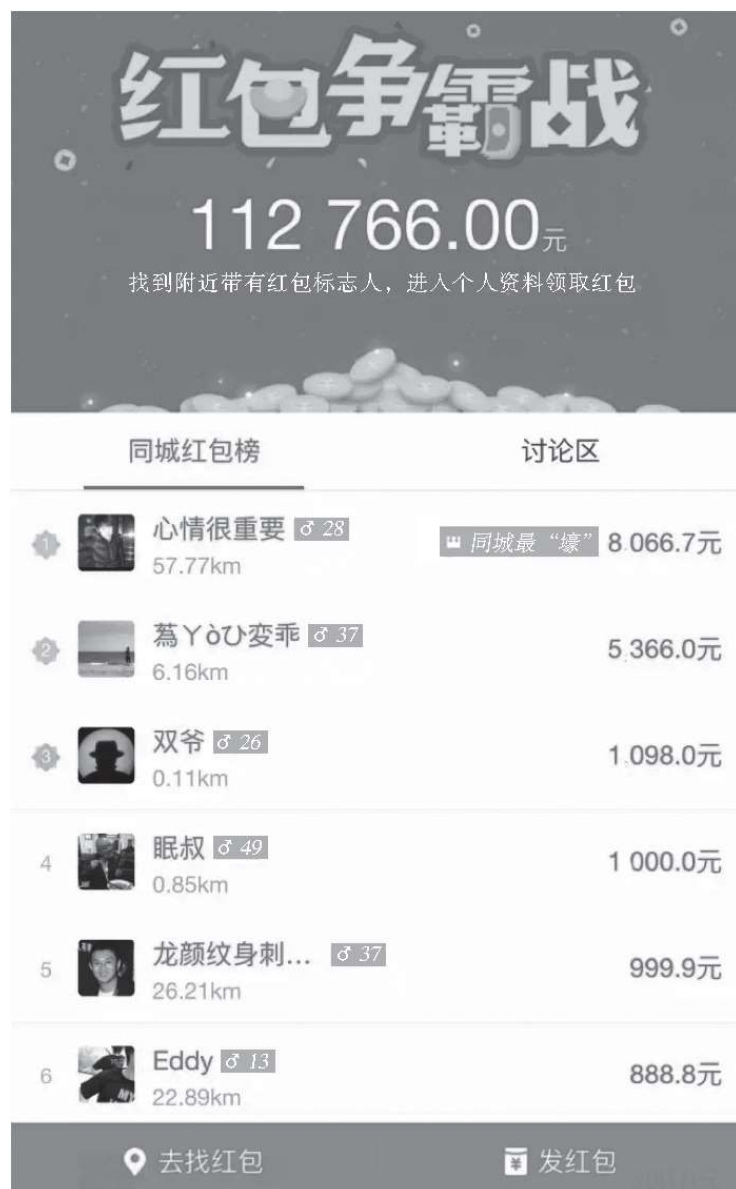 红包争霸战
112 766.00元
找到附近带有红包标志人，进入个人资料领取红包
同城红包榜 讨论区
1 心情很重要 ♂ 28 同城最“壕” 8 066.7元
57.77km
2 蒍丫òひ変乖 ♂ 37 5 366.0元
6.16km
3 双爷 ♂ 26 1 098.0元
0.11km
4 眠叔 ♂ 49 1 000.0元
0.85km
5 龙颜纹身刺... ♂ 37 999.9元
26.21km
6 Eddy ♂ 13 888.8元
22.89km
去找红包 发红包